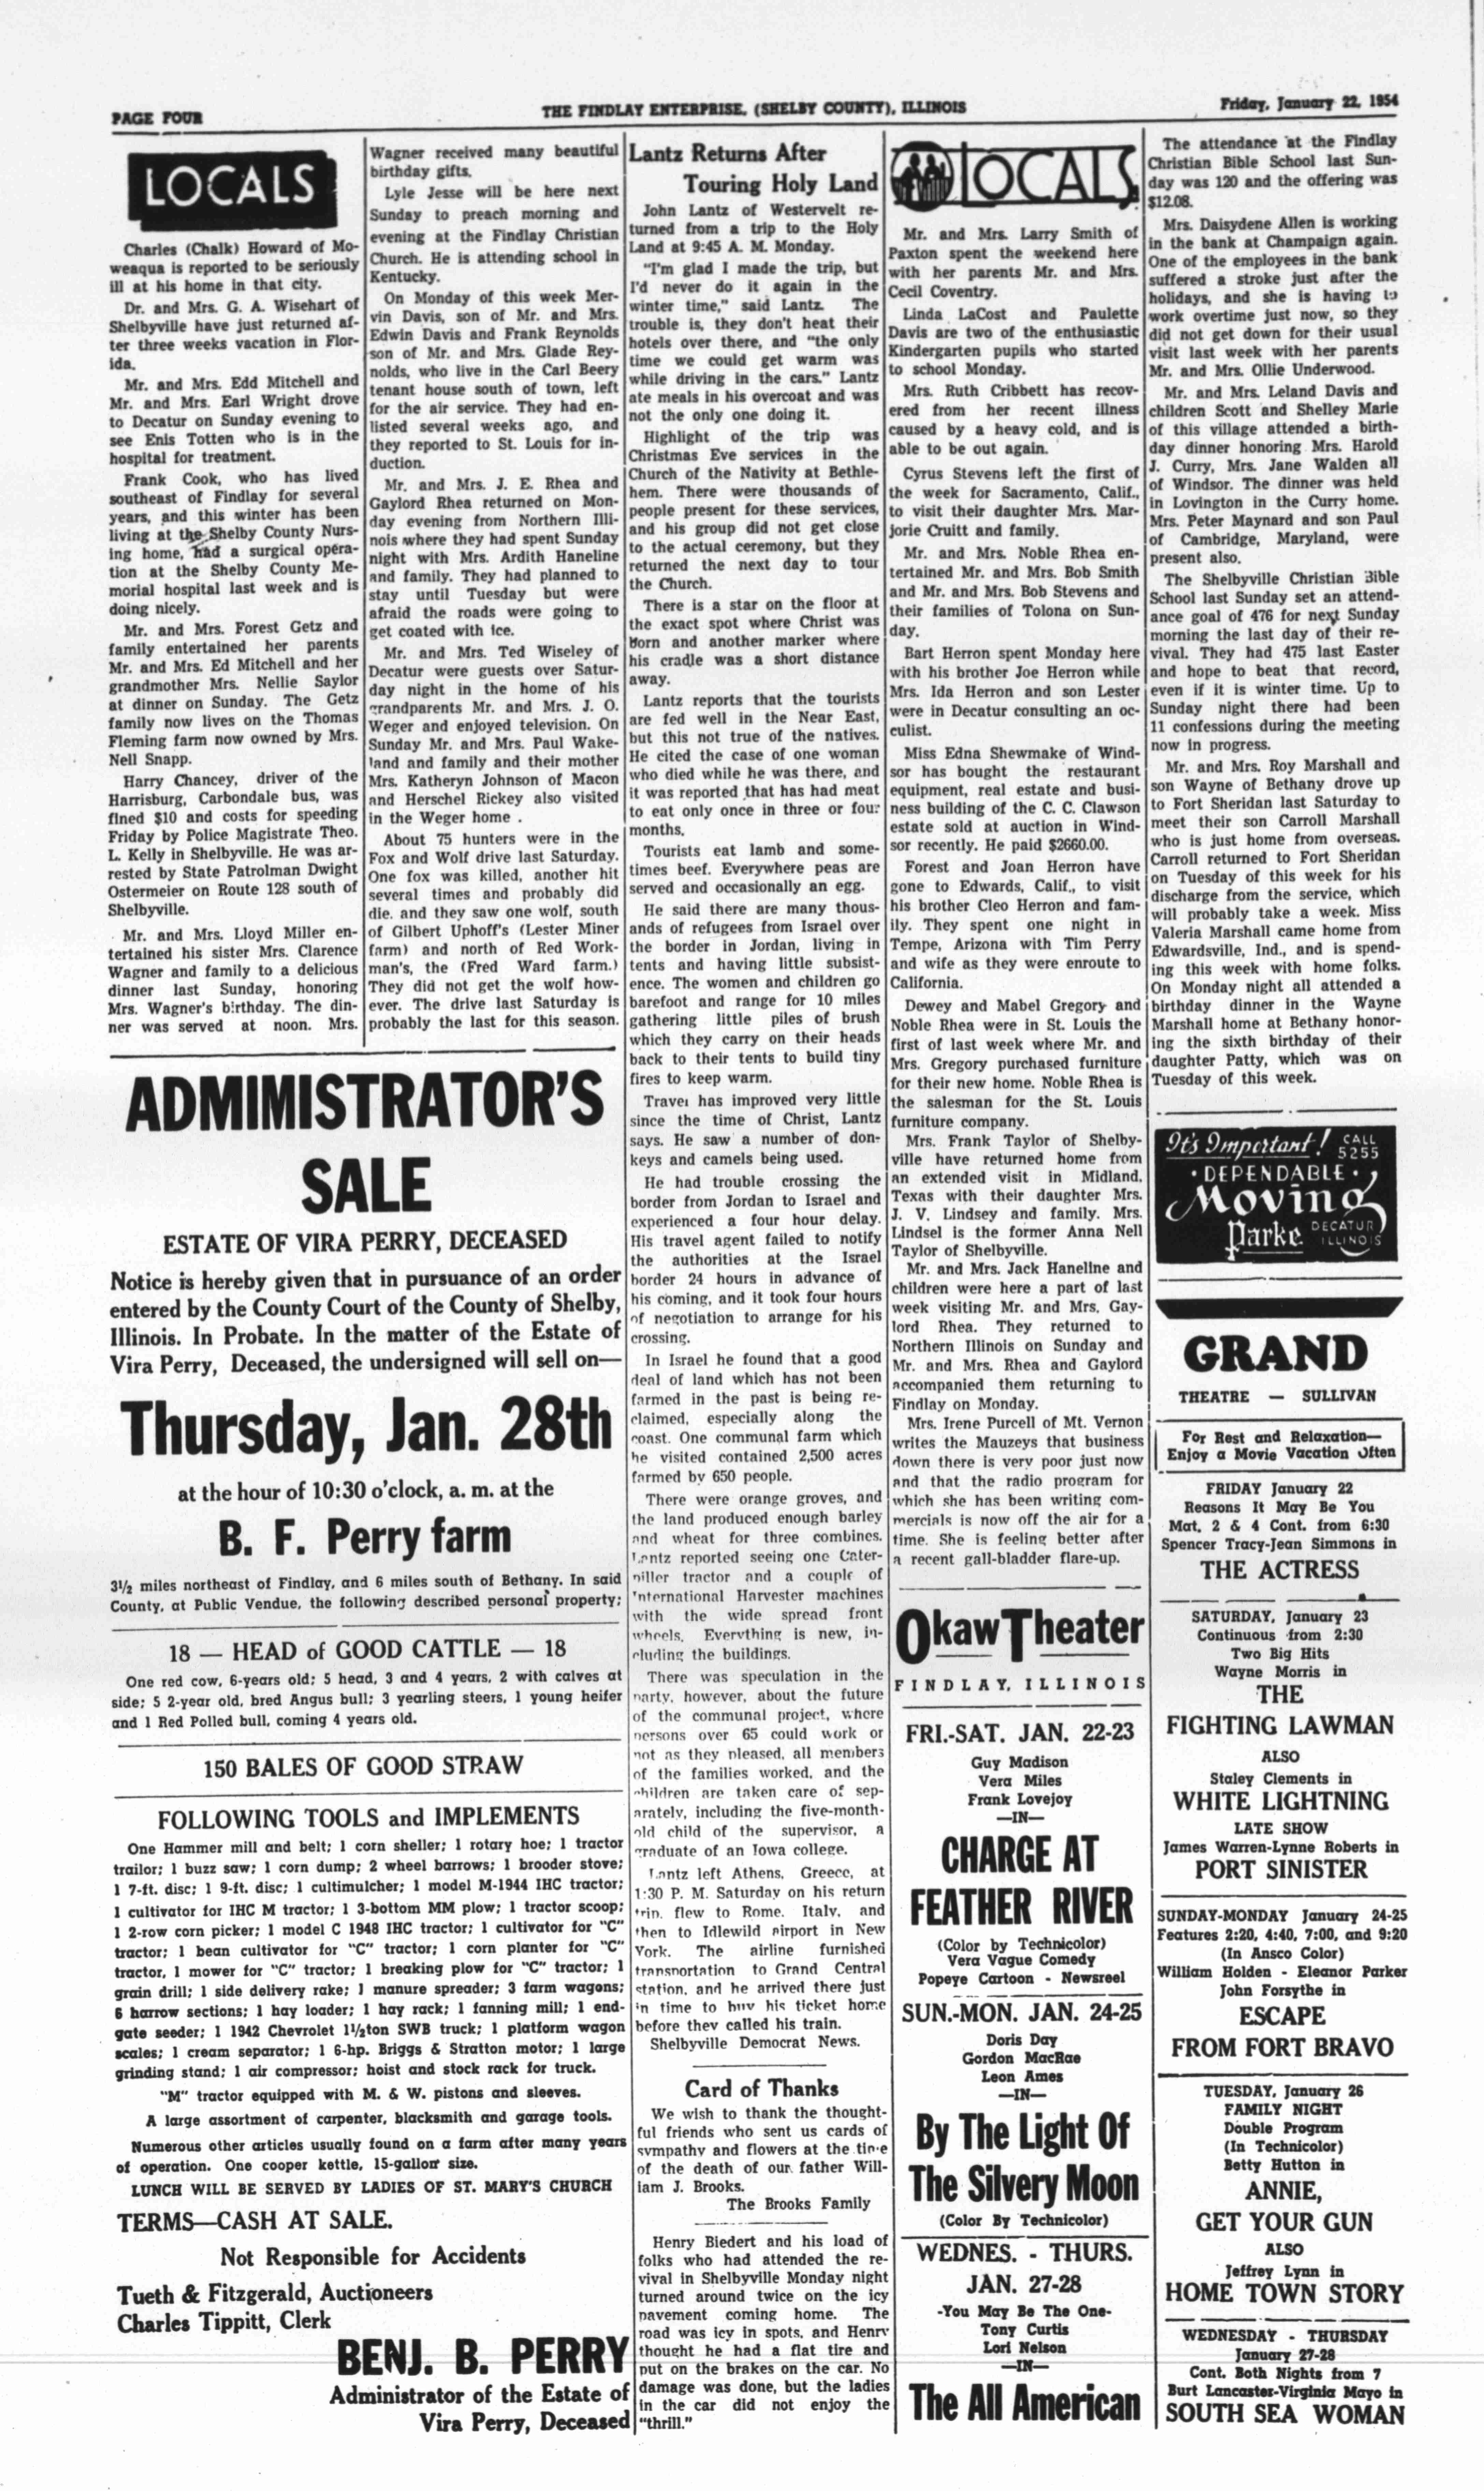 PAGE FOUR
THE FINDLAY ENTERPRISE, (SHELBY COUNTY), ILLINOIS
Friday, January 22, 1954
LOCALS
Charles (Chalk) Howard of Mo-
weaqua is reported to be seriously
ill at his home in that city.
Dr. and Mrs. G. A. Wisehart of
Shelbyville have just returned af-
ter three weeks vacation in Flor-
ida.
Mr. and Mrs. Edd Mitchell and
Mr. and Mrs. Earl Wright drove
to Decatur on Sunday evening to
see Enis Totten who is in the
hospital for treatment.
Frank Cook, who has lived
southeast of Findlay for several
years, and this winter has been
living at the Shelby County Nurs-
ing home, had a surgical opera-
tion at the Shelby County Me-
morial hospital last week and is
doing nicely.
Mr. and Mrs. Forest Getz and
family entertained her parents
Mr. and Mrs. Ed Mitchell and her
grandmother Mrs. Nellie Saylor
at dinner on Sunday. The Getz
family now lives on the Thomas
Fleming farm now owned by Mrs.
Nell Snapp.
Harry Chancey, driver of the
Harrisburg, Carbondale bus, was
fined $10 and costs for speeding
Friday by Police Magistrate Theo.
L. Kelly in Shelbyville. He was ar-
rested by State Patrolman Dwight
Ostermeier on Route 128 south of
Shelbyville.
Mr. and Mrs. Lloyd Miller en-
tertained his sister Mrs. Clarence
Wagner and family to a delicious
dinner last Sunday, honoring
Mrs. Wagner's birthday. The din-
ner was served at noon. Mrs.
Wagner received many beautiful
birthday gifts.
Lyle Jesse will be here next
Sunday to preach morning and
evening at the Findlay Christian
Church. He is attending school in
Kentucky.
On Monday of this week Mer-
vin Davis, son of Mr. and Mrs.
Edwin Davis and Frank Reynolds
son of Mr. and Mrs. Glade Rey-
nolds, who live in the Carl Beery
tenant house south of town, left
for the air service. They had en-
listed several weeks ago, and
they reported to St. Louis for in-
duction.
Mr. and Mrs. J. E. Rhea and
Gaylord Rhea returned on Mon-
day evening from Northern Illi-
nois where they had spent Sunday
night with Mrs. Ardith Haneline
and family. They had planned to
stay until Tuesday but were
afraid the roads were going to
get coated with ice.
Mr. and Mrs. Ted Wiseley of
Decatur were guests over Satur-
day night in the home of his
grandparents Mr. and Mrs. J. O.
Weger and enjoyed television. On
Sunday Mr. and Mrs. Paul Wake-
land and family and their mother
Mrs. Katheryn Johnson of Macon
and Herschel Rickey also visited
in the Weger home .
About 75 hunters were in the
Fox and Wolf drive last Saturday.
One fox was killed, another hit
several times and probably did
die. and they saw one wolf, south
of Gilbert Uphoff's (Lester Miner
farm) and north of Red Work-
man's, the (Fred Ward farm.)
They did not get the wolf how-
ever. The drive last Saturday is
probably the last for this season.
ADMIMISTRATOR'S
SALE
ESTATE OF VIRA PERRY, DECEASED
Notice is hereby given that in pursuance of an order
entered by the County Court of the County of Shelby,
Illinois. In Probate. In the matter of the Estate of
Vira Perry, Deceased, the undersigned will sell on—
Thursday, Jan. 28th
at the hour of 10:30 o'clock, a. m. at the
B. F. Perry farm
3½ miles northeast of Findlay, and 6 miles south of Bethany. In said
County, at Public Vendue, the following described personal property;
18 — HEAD of GOOD CATTLE — 18
One red cow, 6-years old; 5 head, 3 and 4 years, 2 with calves at
side; 5 2-year old, bred Angus bull; 3 yearling steers, 1 young heifer
and 1 Red Polled bull, coming 4 years old.
150 BALES OF GOOD STRAW
FOLLOWING TOOLS and IMPLEMENTS
One Hammer mill and belt; 1 corn sheller; 1 rotary hoe; 1 tractor
trailor; 1 buzz saw; 1 corn dump; 2 wheel barrows; 1 brooder stove;
1 7-ft. disc; 1 9-ft. disc; 1 cultimulcher; 1 model M-1944 IHC tractor;
1 cultivator for IHC M tractor; 1 3-bottom MM plow; 1 tractor scoop;
1 2-row corn picker; 1 model C 1948 IHC tractor; 1 cultivator for "C"
tractor; 1 bean cultivator for "C" tractor; 1 corn planter for "C"
tractor, 1 mower for "C" tractor; 1 breaking plow for "C" tractor; 1
grain drill; 1 side delivery rake; 1 manure spreader; 3 farm wagons;
6 harrow sections; 1 hay loader; 1 hay rack; 1 fanning mill; 1 end-
gate seeder; 1 1942 Chevrolet 1½ton SWB truck; 1 platform wagon
scales; 1 cream separator; 1 6-hp. Briggs & Stratton motor; 1 large
grinding stand; 1 air compressor; hoist and stock rack for truck.
"M" tractor equipped with M. & W. pistons and sleeves.
A large assortment of carpenter, blacksmith and garage tools.
Numerous other articles usually found on a farm after many years
of operation. One cooper kettle, 15-gallon size.
LUNCH WILL BE SERVED BY LADIES OF ST. MARY'S CHURCH
TERMS—CASH AT SALE.
Not Responsible for Accidents
Tueth & Fitzgerald, Auctioneers
Charles Tippitt, Clerk
BENJ. B. PERRY
Administrator of the Estate of
Vira Perry, Deceased
Lantz Returns After
Touring Holy Land
John Lantz of Westervelt re-
turned from a trip to the Holy
Land at 9:45 A. M. Monday.
"I'm glad I made the trip, but
I'd never do it again in the
winter time," said Lantz. The
trouble is, they don't heat their
hotels over there, and "the only
time we could get warm was
while driving in the cars." Lantz
ate meals in his overcoat and was
not the only one doing it.
Highlight of the trip was
Christmas Eve services in the
Church of the Nativity at Bethle-
hem. There were thousands of
people present for these services,
and his group did not get close
to the actual ceremony, but they
returned the next day to tour
the Church.
There is a star on the floor at
the exact spot where Christ was
Born and another marker where
his cradle was a short distance
away.
Lantz reports that the tourists
are fed well in the Near East,
but this not true of the natives.
He cited the case of one woman
who died while he was there, and
it was reported that has had meat
to eat only once in three or four
months.
Tourists eat lamb and some-
times beef. Everywhere peas are
served and occasionally an egg.
He said there are many thous-
ands of refugees from Israel over
the border in Jordan, living in
tents and having little subsist-
ence. The women and children go
barefoot and range for 10 miles
gathering little piles of brush
which they carry on their heads
back to their tents to build tiny
fires to keep warm.
Travel has improved very little
since the time of Christ, Lantz
says. He saw a number of don-
keys and camels being used.
He had trouble crossing the
border from Jordan to Israel and
experienced a four hour delay.
His travel agent failed to notify
the authorities at the Israel
border 24 hours in advance of
his coming, and it took four hours
of negotiation to arrange for his
crossing.
In Israel he found that a good
deal of land which has not been
farmed in the past is being re-
claimed, especially along the
coast. One communal farm which
he visited contained 2,500 acres
farmed by 650 people.
There were orange groves, and
the land produced enough barley
and wheat for three combines.
Lantz reported seeing one Cater-
piller tractor and a couple of
International Harvester machines
with the wide spread front
wheels. Everything is new, in-
cluding the buildings.
There was speculation in the
party, however, about the future
of the communal project, where
persons over 65 could work or
not as they pleased, all members
of the families worked, and the
children are taken care of sep-
arately, including the five-month-
old child of the supervisor, a
graduate of an Iowa college.
Lantz left Athens, Greece, at
1:30 P. M. Saturday on his return
trip, flew to Rome, Italy, and
then to Idlewild airport in New
York. The airline furnished
transportation to Grand Central
station, and he arrived there just
in time to buy his ticket home
before they called his train.
Shelbyville Democrat News.
Card of Thanks
We wish to thank the thought-
ful friends who sent us cards of
sympathy and flowers at the time
of the death of our father Will-
iam J. Brooks.
The Brooks Family
Henry Biedert and his load of
folks who had attended the re-
vival in Shelbyville Monday night
turned around twice on the icy
pavement coming home. The
road was icy in spots, and Henry
thought he had a flat tire and
put on the brakes on the car. No
damage was done, but the ladies
in the car did not enjoy the
"thrill."
LOCALS
Mr. and Mrs. Larry Smith of
Paxton spent the weekend here
with her parents Mr. and Mrs.
Cecil Coventry.
Linda LaCost and Paulette
Davis are two of the enthusiastic
Kindergarten pupils who started
to school Monday.
Mrs. Ruth Cribbett has recov-
ered from her recent illness
caused by a heavy cold, and is
able to be out again.
Cyrus Stevens left the first of
the week for Sacramento, Calif.,
to visit their daughter Mrs. Mar-
jorie Cruitt and family.
Mr. and Mrs. Noble Rhea en-
tertained Mr. and Mrs. Bob Smith
and Mr. and Mrs. Bob Stevens and
their families of Tolona on Sun-
day.
Bart Herron spent Monday here
with his brother Joe Herron while
Mrs. Ida Herron and son Lester
were in Decatur consulting an oc-
culist.
Miss Edna Shewmake of Wind-
sor has bought the restaurant
equipment, real estate and busi-
ness building of the C. C. Clawson
estate sold at auction in Wind-
sor recently. He paid $2660.00.
Forest and Joan Herron have
gone to Edwards, Calif., to visit
his brother Cleo Herron and fam-
ily. They spent one night in
Tempe, Arizona with Tim Perry
and wife as they were enroute to
California.
Dewey and Mabel Gregory and
Noble Rhea were in St. Louis the
first of last week where Mr. and
Mrs. Gregory purchased furniture
for their new home. Noble Rhea is
the salesman for the St. Louis
furniture company.
Mrs. Frank Taylor of Shelby-
ville have returned home from
an extended visit in Midland,
Texas with their daughter Mrs.
J. V. Lindsey and family. Mrs.
Lindsel is the former Anna Nell
Taylor of Shelbyville.
Mr. and Mrs. Jack Haneline and
children were here a part of last
week visiting Mr. and Mrs. Gay-
lord Rhea. They returned to
Northern Illinois on Sunday and
Mr. and Mrs. Rhea and Gaylord
accompanied them returning to
Findlay on Monday.
Mrs. Irene Purcell of Mt. Vernon
writes the Mauzeys that business
down there is very poor just now
and that the radio program for
which she has been writing com-
mercials is now off the air for a
time. She is feeling better after
a recent gall-bladder flare-up.
Okaw Theater
FINDLAY, ILLINOIS
FRI.-SAT. JAN. 22-23
Guy Madison
Vera Miles
Frank Lovejoy
—IN—
CHARGE AT
FEATHER RIVER
(Color by Technicolor)
Vera Vague Comedy
Popeye Cartoon - Newsreel
SUN.-MON. JAN. 24-25
Doris Day
Gordon MacRae
Leon Ames
—IN—
By The Light Of
The Silvery Moon
(Color By Technicolor)
WEDNES. - THURS.
JAN. 27-28
-You May Be The One-
Tony Curtis
Lori Nelson
—IN—
The All American
The attendance at the Findlay
Christian Bible School last Sun-
day was 120 and the offering was
$12.08.
Mrs. Daisydene Allen is working
in the bank at Champaign again.
One of the employees in the bank
suffered a stroke just after the
holidays, and she is having to
work overtime just now, so they
did not get down for their usual
visit last week with her parents
Mr. and Mrs. Ollie Underwood.
Mr. and Mrs. Leland Davis and
children Scott and Shelley Marie
of this village attended a birth-
day dinner honoring Mrs. Harold
J. Curry, Mrs. Jane Walden all
of Windsor. The dinner was held
in Lovington in the Curry home.
Mrs. Peter Maynard and son Paul
of Cambridge, Maryland, were
present also.
The Shelbyville Christian Bible
School last Sunday set an attend-
ance goal of 476 for next Sunday
morning the last day of their re-
vival. They had 475 last Easter
and hope to beat that record,
even if it is winter time. Up to
Sunday night there had been
11 confessions during the meeting
now in progress.
Mr. and Mrs. Roy Marshall and
son Wayne of Bethany drove up
to Fort Sheridan last Saturday to
meet their son Carroll Marshall
who is just home from overseas.
Carroll returned to Fort Sheridan
on Tuesday of this week for his
discharge from the service, which
will probably take a week. Miss
Valeria Marshall came home from
Edwardsville, Ind., and is spend-
ing this week with home folks.
On Monday night all attended a
birthday dinner in the Wayne
Marshall home at Bethany honor-
ing the sixth birthday of their
daughter Patty, which was on
Tuesday of this week.
It's Important! CALL
5255
• DEPENDABLE •
Moving
Parke DECATUR
ILLINOIS
GRAND
THEATRE — SULLIVAN
For Rest and Relaxation—
Enjoy a Movie Vacation Often
FRIDAY January 22
Reasons It May Be You
Mat. 2 & 4 Cont. from 6:30
Spencer Tracy-Jean Simmons in
THE ACTRESS
SATURDAY, January 23
Continuous from 2:30
Two Big Hits
Wayne Morris in
THE
FIGHTING LAWMAN
ALSO
Staley Clements in
WHITE LIGHTNING
LATE SHOW
James Warren-Lynne Roberts in
PORT SINISTER
SUNDAY-MONDAY January 24-25
Features 2:20, 4:40, 7:00, and 9:20
(In Ansco Color)
William Holden - Eleanor Parker
John Forsythe in
ESCAPE
FROM FORT BRAVO
TUESDAY, January 26
FAMILY NIGHT
Double Program
(In Technicolor)
Betty Hutton in
ANNIE,
GET YOUR GUN
ALSO
Jeffrey Lynn in
HOME TOWN STORY
WEDNESDAY - THURSDAY
January 27-28
Cont. Both Nights from 7
Burt Lancaster-Virginia Mayo in
SOUTH SEA WOMAN